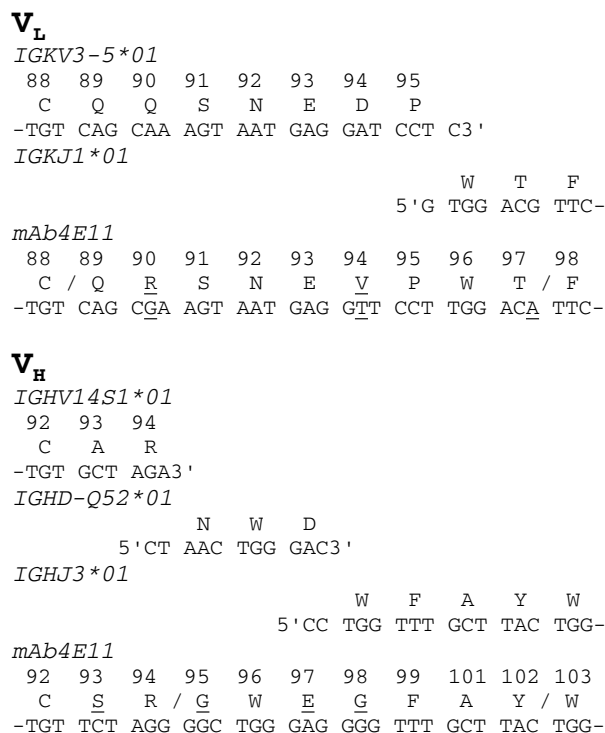 VL
IGKV3-5*01
88 89 90 91 92 93 94 95
C Q Q S N E D P
-TGT CAG CAA AGT AAT GAG GAT CCT C3'
IGKJ1*01
W T F
5'G TGG ACG TTC-
mAb4E11
88 89 90 91 92 93 94 95 96 97 98
C / Q R S N E V P W T / F
-TGT CAG CGA AGT AAT GAG GTT CCT TGG ACA TTC-
VH
IGHV14S1*01
92 93 94
C A R
-TGT GCT AGA3'
IGHD-Q52*01
N W D
5'CT AAC TGG GAC3'
IGHJ3*01
W F A Y W
5'CC TGG TTT GCT TAC TGG-
mAb4E11
92 93 94 95 96 97 98 99 101 102 103
C S R / G W E G F A Y / W
-TGT TCT AGG GGC TGG GAG GGG TTT GCT TAC TGG-